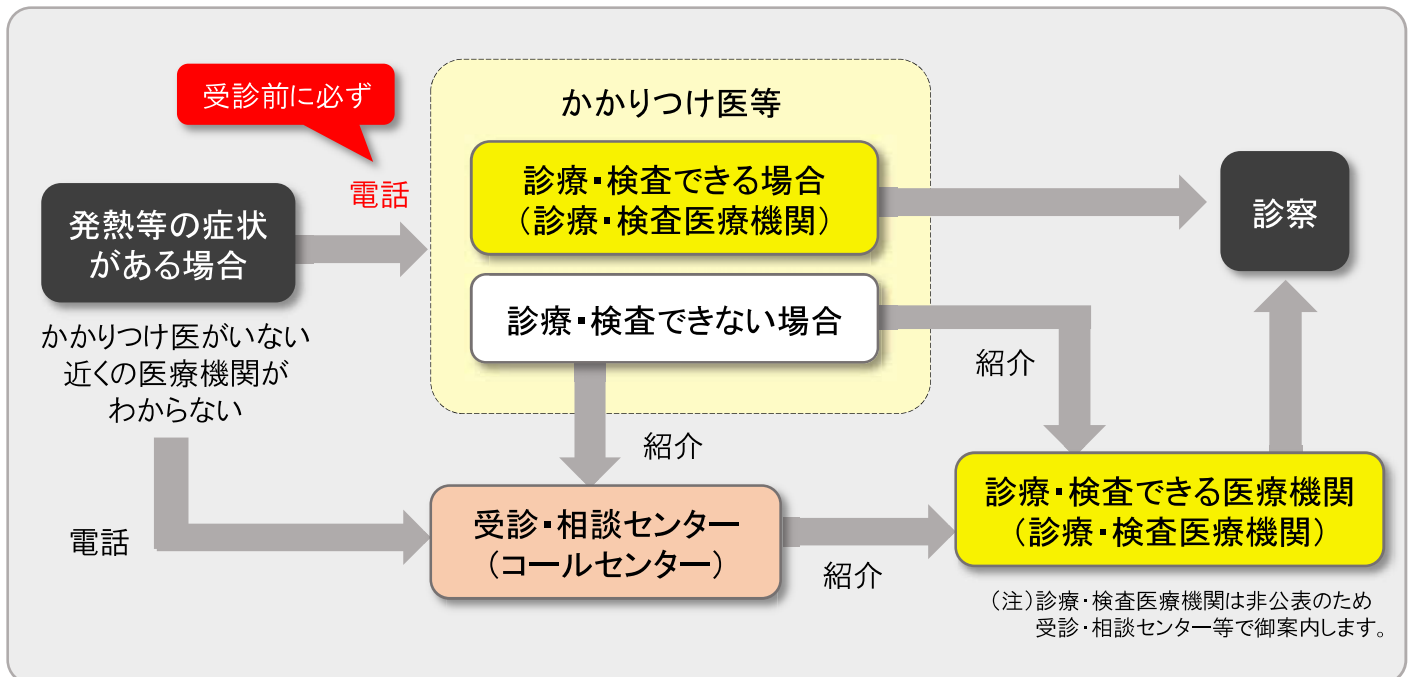 受診前に必ず
電話
発熱等の症状
がある場合
かかりつけ医がいない
近くの医療機関が
わからない
電話
かかりつけ医等
診療・検査できる場合
（診療・検査医療機関）
診療・検査できない場合
紹介
紹介
受診・相談センター
（コールセンター）
紹介
診察
診療・検査できる医療機関
（診療・検査医療機関）
（注）診療・検査医療機関は非公表のため
受診・相談センター等で御案内します。